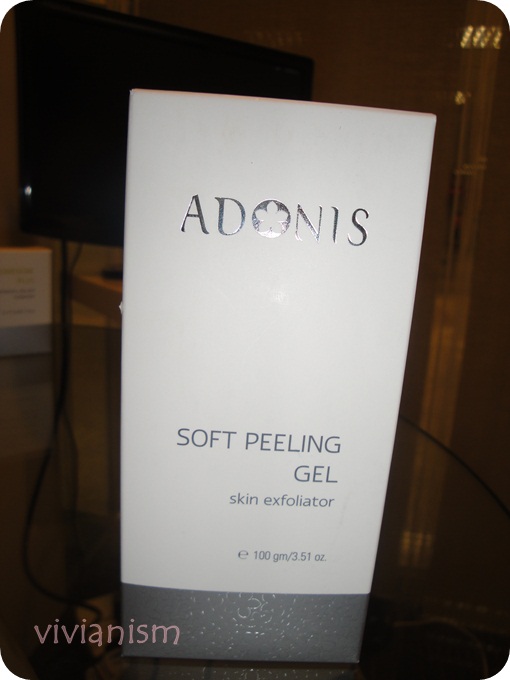 ADONIS
SOFT PEELING
GEL
skin exfoliator
℮ 100 gm/3.51 oz.
vivianism